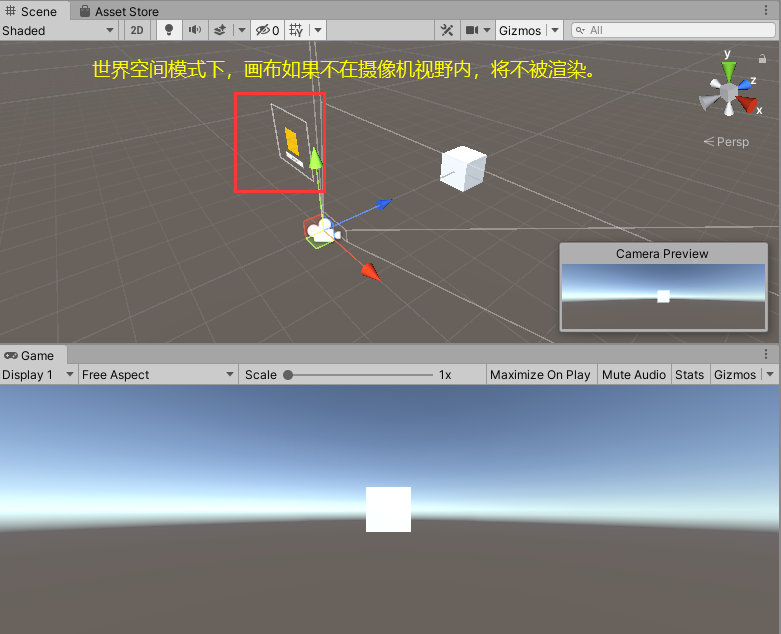 Scene Asset Store
Shaded 2D 0 Gizmos All
世界空间模式下，画布如果不在摄像机视野内，将不被渲染。
y
z
x
Persp
Camera Preview
Game
Display 1 Free Aspect Scale 1x Maximize On Play Mute Audio Stats Gizmos